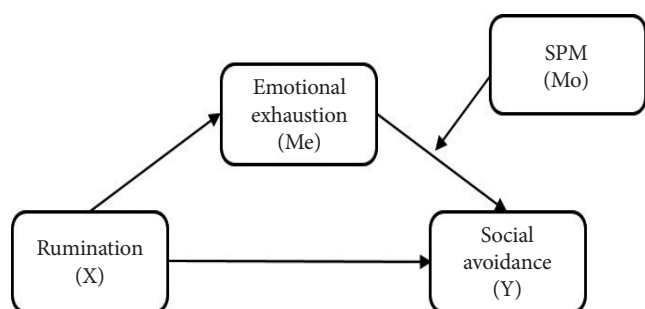 SPM
(Mo)
Emotional
exhaustion
(Me)
Rumination
(X)
Social
avoidance
(Y)